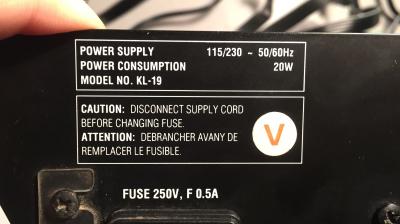 POWER SUPPLY 115/230 ~ 50/60Hz
POWER CONSUMPTION 20W
MODEL NO. KL-19
CAUTION: DISCONNECT SUPPLY CORD
BEFORE CHANGING FUSE.
ATTENTION: DEBRANCHER AVANY DE
REMPLACER LE FUSIBLE.
V
FUSE 250V, F 0.5A